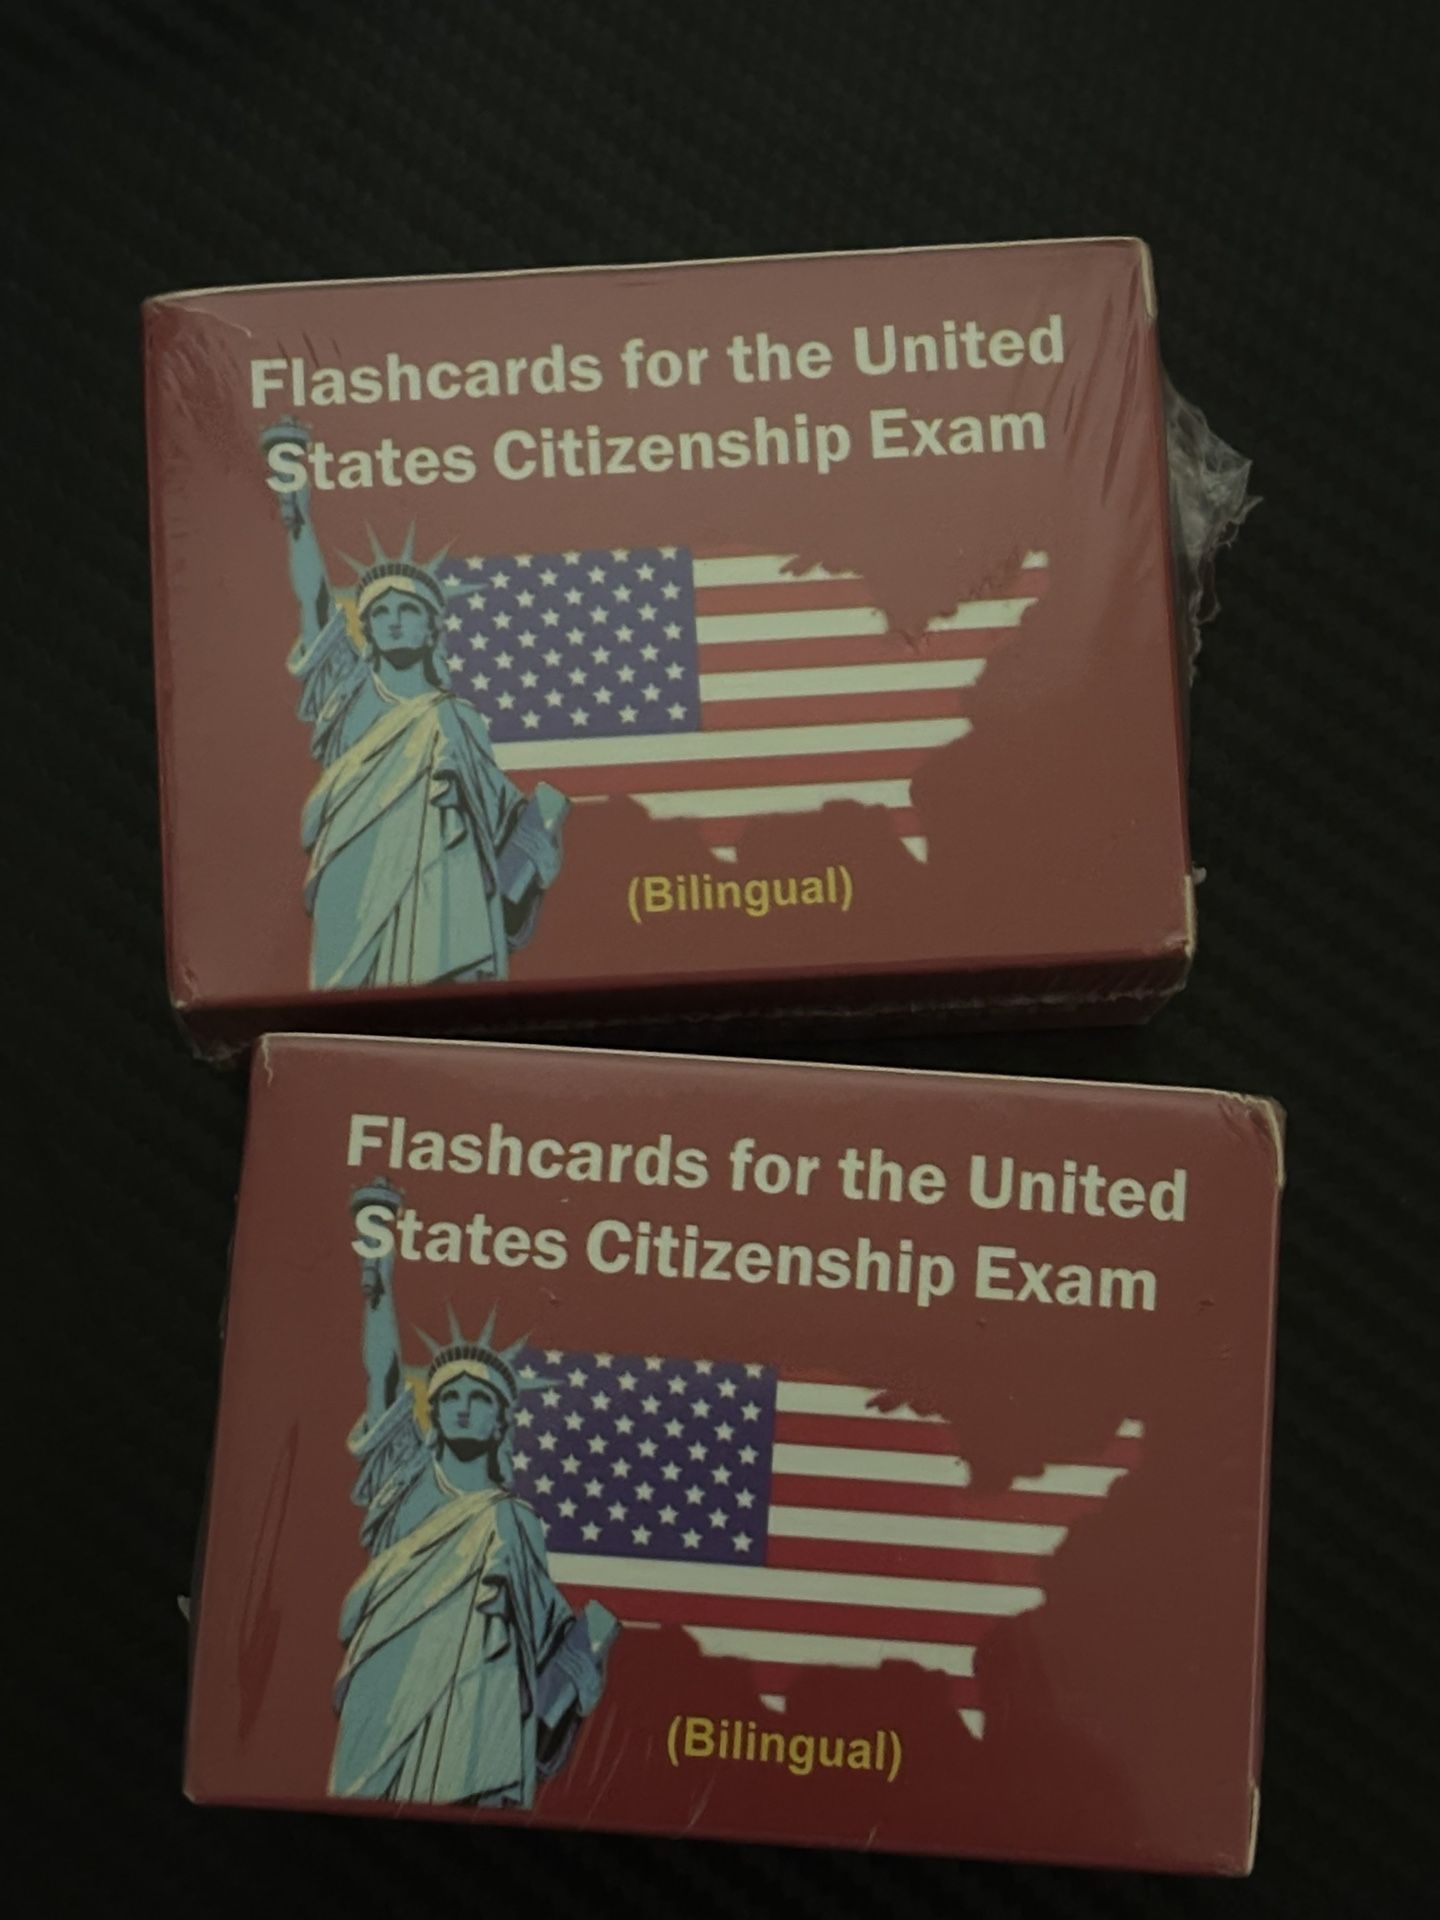 Flashcards for the United
States Citizenship Exam
(Bilingual)
Flashcards for the United
States Citizenship Exam
(Bilingual)